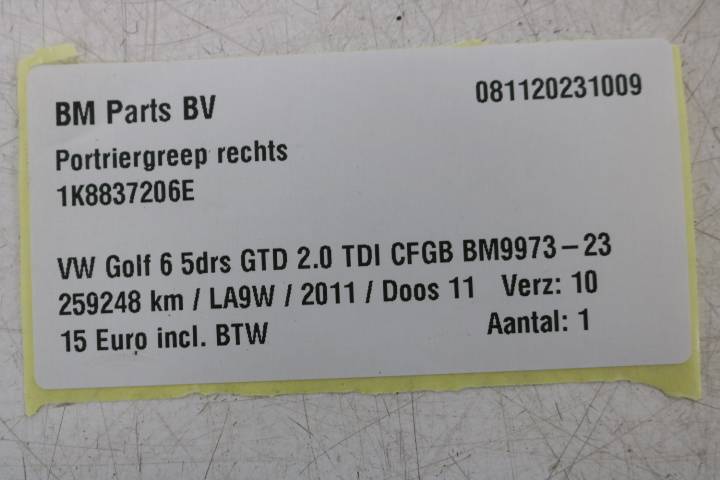 BM Parts BV 081120231009
Portriergreep rechts
1K8837206E
VW Golf 6 5drs GTD 2.0 TDI CFGB BM9973-23
259248 km / LA9W / 2011 / Doos 11 Verz: 10
15 Euro incl. BTW Aantal: 1